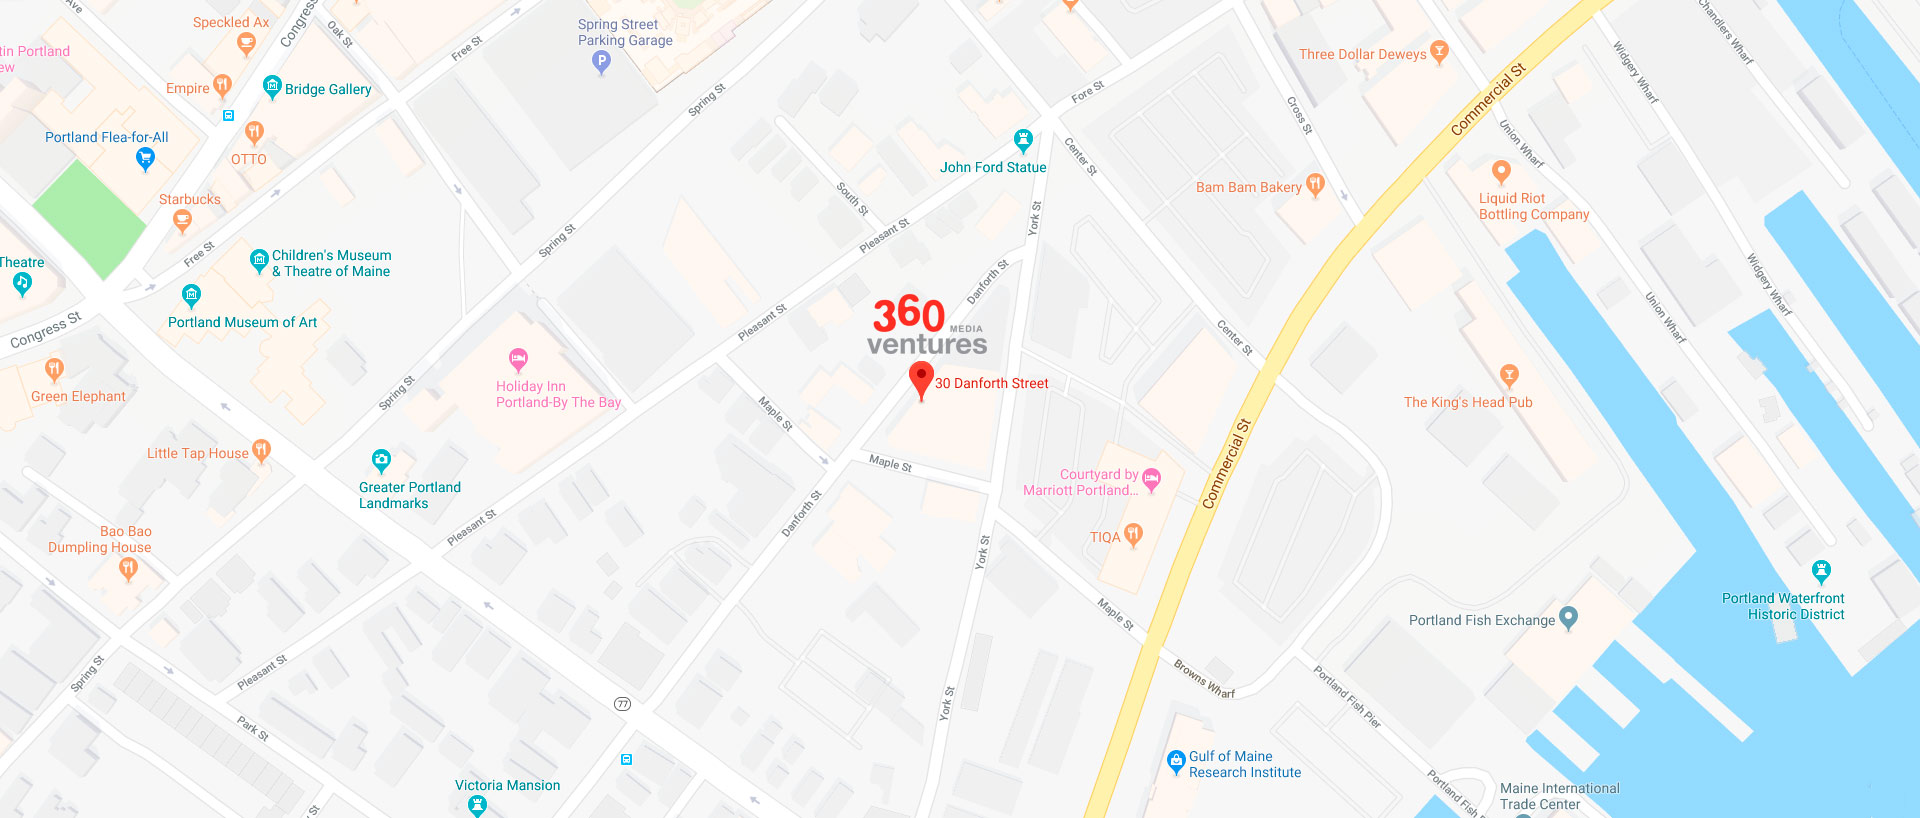 Ave
Speckled Ax
Congress
Oak St
Free St
Spring Street
Parking Garage
tin Portland
ew
Empire
Bridge Gallery
Spring St
Portland Flea-for-All
OTTO
Starbucks
Free St
Theatre
Children's Museum
& Theatre of Maine
Portland Museum of Art
Congress St
Green Elephant
Spring St
South St
Pleasant St
John Ford Statue
Fore St
Center St
York St
Cross St
Three Dollar Deweys
Commercial St
Bam Bam Bakery
Chandlers Wharf
Widgery Wharf
Union Wharf
Liquid Riot
Bottling Company
Widgery Wharf
Union Wharf
Danforth St
Pleasant St
360
MEDIA
ventures
30 Danforth Street
Center St
Holiday Inn
Portland-By The Bay
Spring St
Maple St
Maple St
The King's Head Pub
Little Tap House
Greater Portland
Landmarks
Courtyard by
Marriott Portland...
Commercial St
Pleasant St
Danforth St
Bao Bao
Dumpling House
TIQA
York St
Maple St
Portland Fish Exchange
Portland Waterfront
Historic District
Spring St
Pleasant St
Browns Wharf
Portland Fish Pier
77
York St
Park St
Victoria Mansion
Gulf of Maine
Research Institute
Portland Fish P
Maine International
Trade Center
St